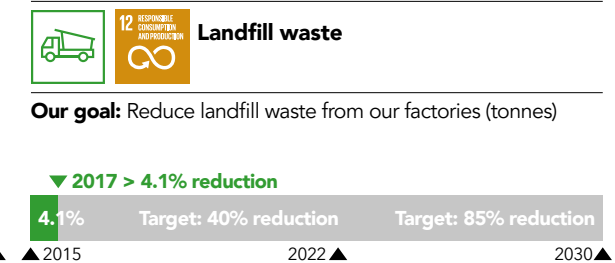 12 RESPONSIBLE
CONSUMPTION
AND PRODUCTION
Landfill waste
Our goal: Reduce landfill waste from our factories (tonnes)
▼ 2017 > 4.1% reduction
4.1% Target: 40% reduction Target: 85% reduction
▲ 2015 2022 ▲ 2030 ▲